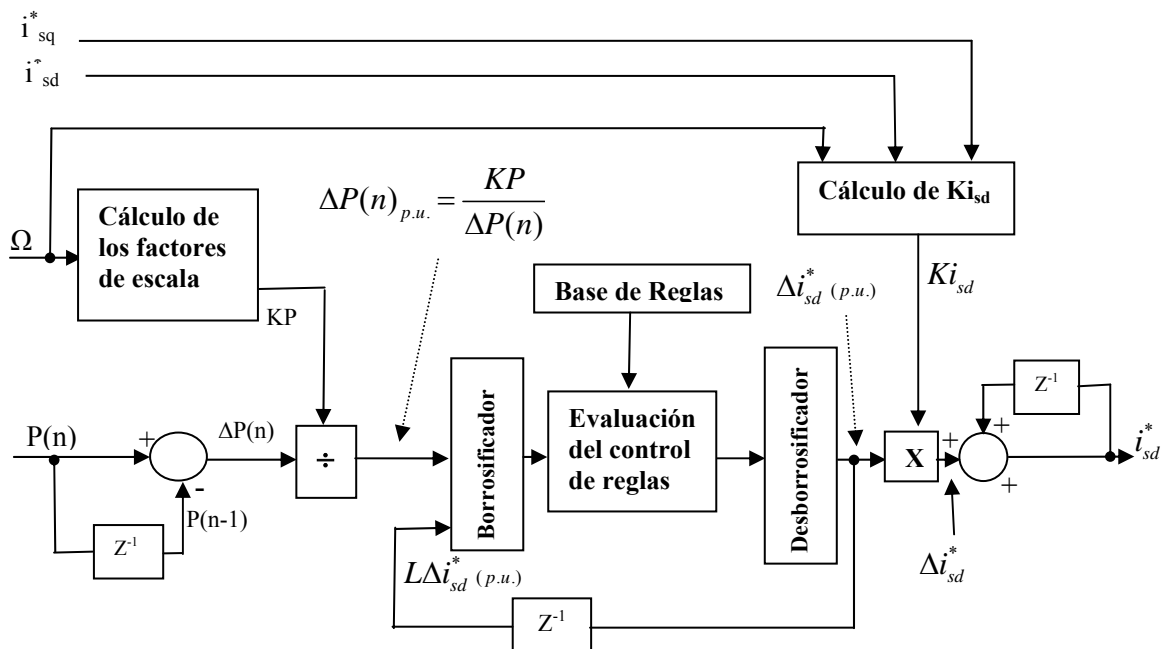 i*sq
i*sd
Ω
Cálculo de
los factores
de escala
KP
ΔP(n) p.u. = KP / ΔP(n)
Cálculo de Kisd
Kisd
Base de Reglas
Δi*sd (p.u.)
P(n)
+
-
ΔP(n)
P(n-1)
Z-1
÷
Borrosificador
Evaluación
del control
de reglas
Desborrosificador
X
+
+
+
Z-1
i*sd
Δi*sd
LΔi*sd (p.u.)
Z-1